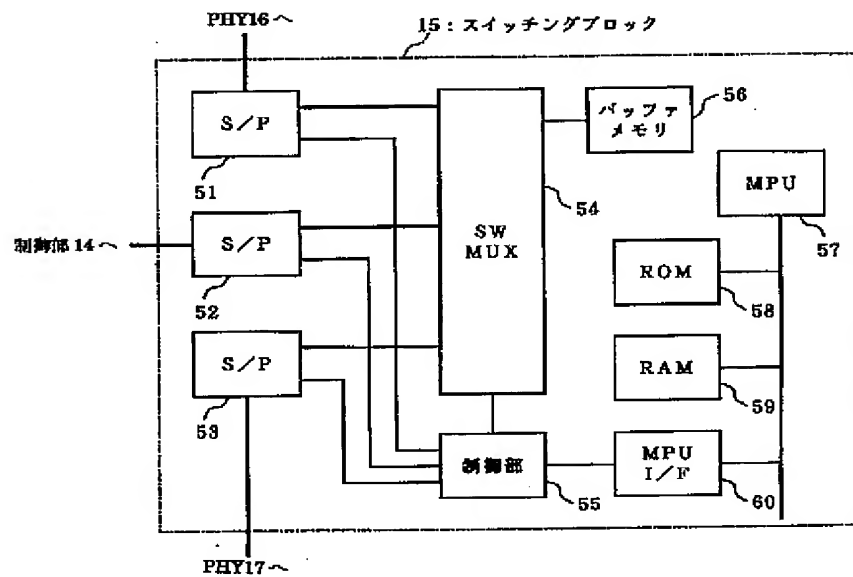 PHY16へ
15：スイッチングブロック
S／P
51
バッファ
メモリ
56
MPU
57
54
SW
MUX
制御部14へ
S／P
52
ROM
58
S／P
53
RAM
59
制御部
55
MPU
I／F
60
PHY17へ